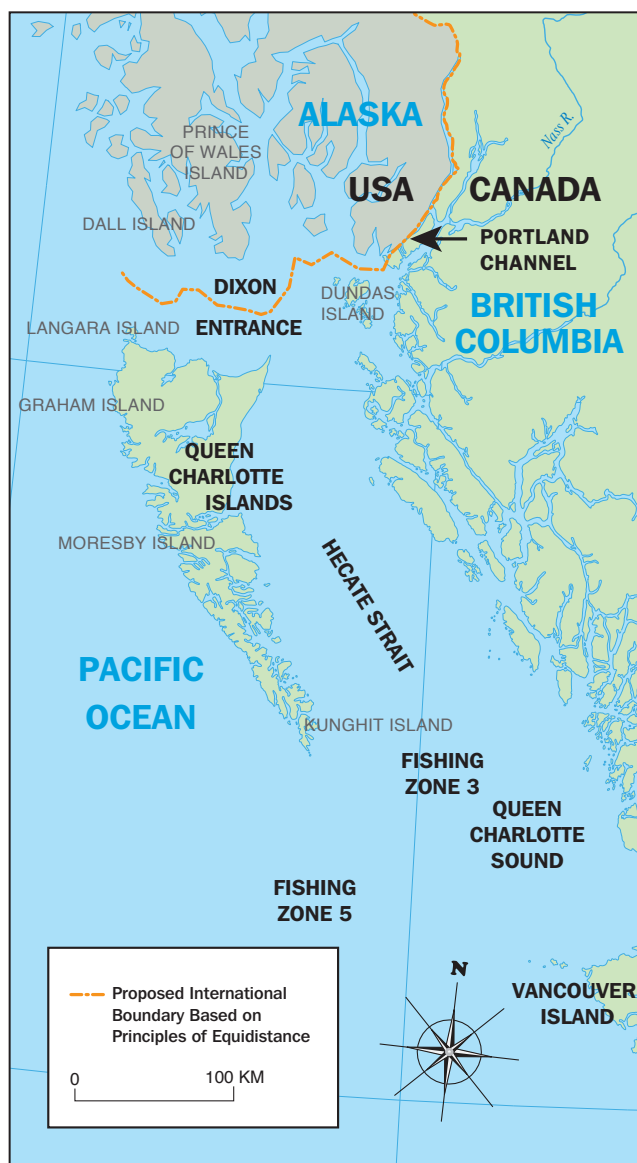 Nass R.
ALASKA
PRINCE
OF WALES
ISLAND
USA
CANADA
DALL ISLAND
PORTLAND
CHANNEL
DIXON
ENTRANCE
DUNDAS
ISLAND
BRITISH
COLUMBIA
LANGARA ISLAND
GRAHAM ISLAND
QUEEN
CHARLOTTE
ISLANDS
MORESBY ISLAND
HECATE STRAIT
PACIFIC
OCEAN
KUNGHIT ISLAND
FISHING
ZONE 3
QUEEN
CHARLOTTE
SOUND
FISHING
ZONE 5
Proposed International
Boundary Based on
Principles of Equidistance
0 100 KM
N
VANCOUVER
ISLAND